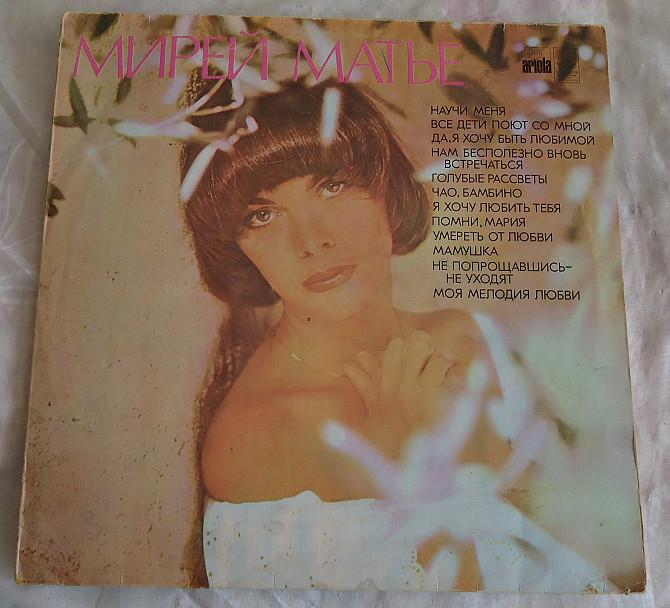 МИРЕЙ МАТЬЕ
ariola
НАУЧИ МЕНЯ
ВСЕ ДЕТИ ПОЮТ СО МНОЙ
ДА, Я ХОЧУ БЫТЬ ЛЮБИМОЙ
НАМ БЕСПОЛЕЗНО ВНОВЬ
ВСТРЕЧАТЬСЯ
ГОЛУБЫЕ РАССВЕТЫ
ЧАО, БАМБИНО
Я ХОЧУ ЛЮБИТЬ ТЕБЯ
ПОМНИ, МАРИЯ
УМЕРЕТЬ ОТ ЛЮБВИ
МАМУШКА
НЕ ПОПРОЩАВШИСЬ–
НЕ УХОДЯТ
МОЯ МЕЛОДИЯ ЛЮБВИ